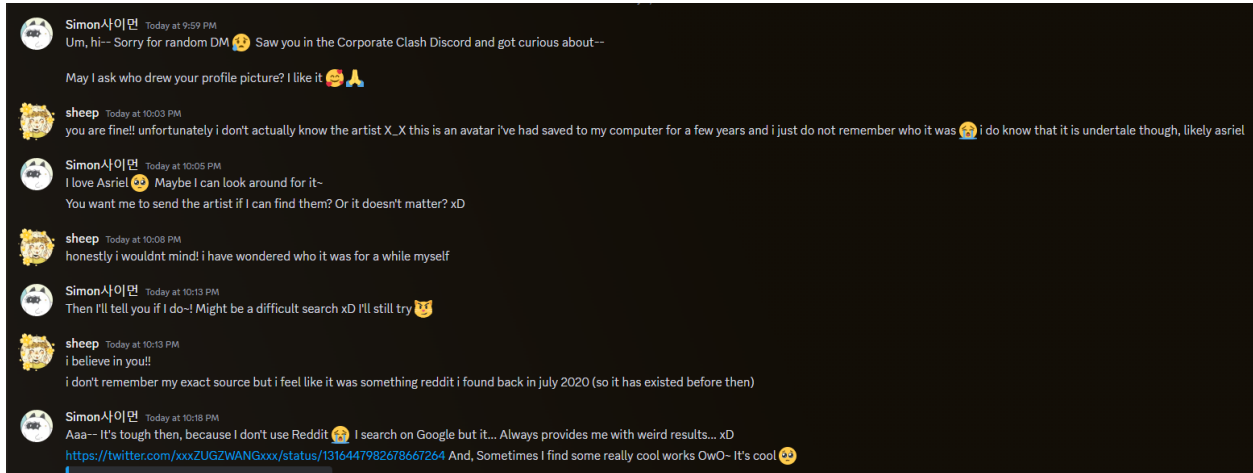 Simon사이먼 Today at 9:59 PM
Um, hi-- Sorry for random DM 😥 Saw you in the Corporate Clash Discord and got curious about--
May I ask who drew your profile picture? I like it 🥰🙏
sheep Today at 10:03 PM
you are fine!! unfortunately i don't actually know the artist X_X this is an avatar i've had saved to my computer for a few years and i just do not remember who it was 😭 i do know that it is undertale though, likely asriel
Simon사이먼 Today at 10:05 PM
I love Asriel 🥺 Maybe I can look around for it~
You want me to send the artist if I can find them? Or it doesn't matter? xD
sheep Today at 10:08 PM
honestly i wouldnt mind! i have wondered who it was for a while myself
Simon사이먼 Today at 10:13 PM
Then I'll tell you if I do~! Might be a difficult search xD I'll still try 😼
sheep Today at 10:13 PM
i believe in you!!
i don't remember my exact source but i feel like it was something reddit i found back in july 2020 (so it has existed before then)
Simon사이먼 Today at 10:18 PM
Aaa-- It's tough then, because I don't use Reddit 😭 I search on Google but it... Always provides me with weird results... xD
https://twitter.com/xxxZUGZWANGxxx/status/1316447982678667264 And, Sometimes I find some really cool works OwO~ It's cool 🥺